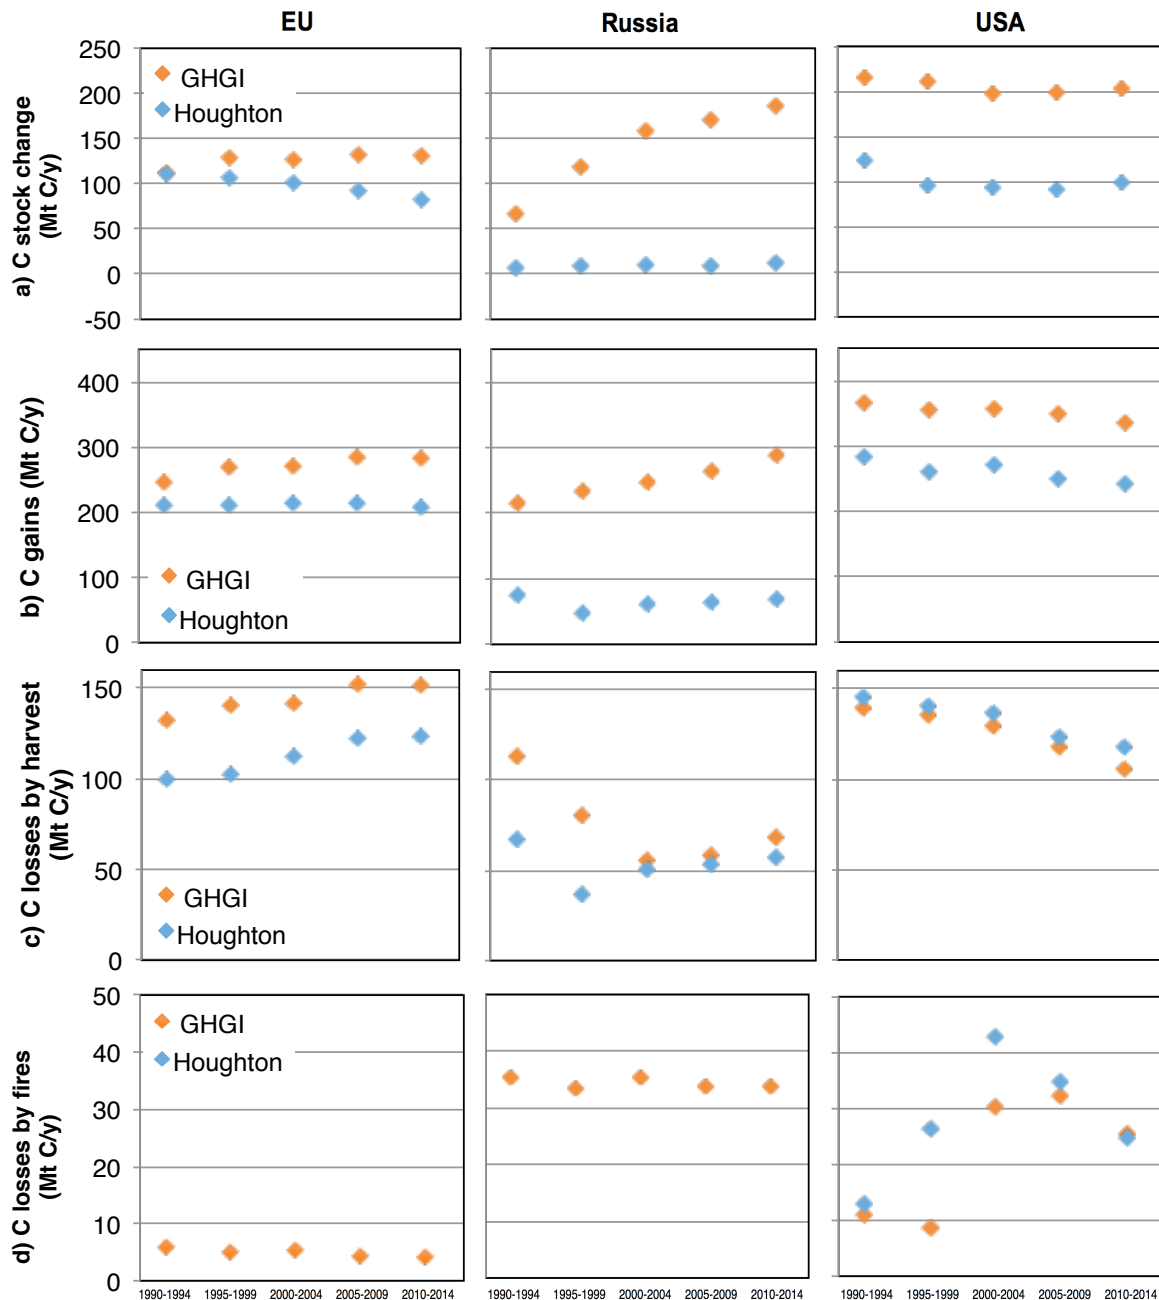 EU Russia USA
a) C stock change
(Mt C/y)
250
200
150
100
50
0
-50
GHGI
Houghton
b) C gains (Mt C/y)
400
300
200
100
0
GHGI
Houghton
c) C losses by harvest
(Mt C/y)
150
100
50
0
GHGI
Houghton
d) C losses by fires
(Mt C/y)
50
40
30
20
10
0
GHGI
Houghton
1990-1994 1995-1999 2000-2004 2005-2009 2010-2014 1990-1994 1995-1999 2000-2004 2005-2009 2010-2014 1990-1994 1995-1999 2000-2004 2005-2009 2010-2014